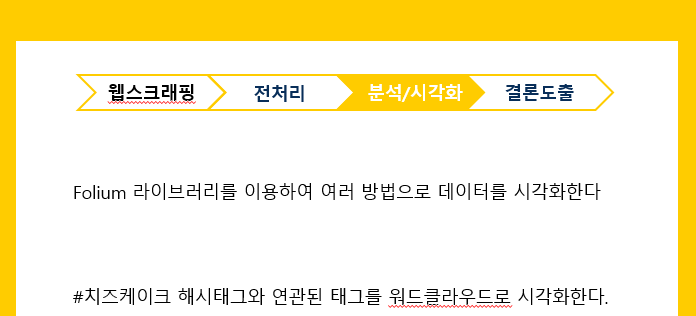 웹스크래핑 전처리 분석/시각화 결론도출
Folium 라이브러리를 이용하여 여러 방법으로 데이터를 시각화한다
#치즈케이크 해시태그와 연관된 태그를 워드클라우드로 시각화한다.